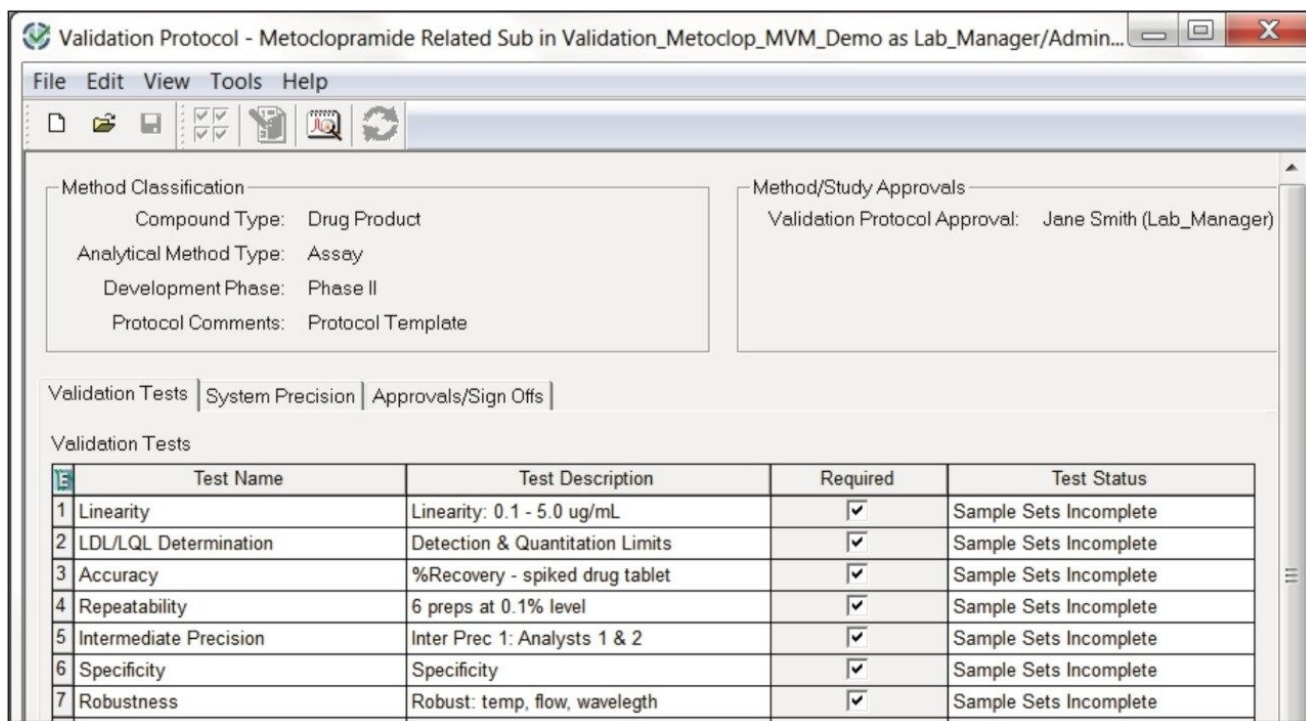 Validation Protocol - Metoclopramide Related Sub in Validation_Metoclop_MVM_Demo as Lab_Manager/Admin...
File Edit View Tools Help
Method Classification
Compound Type: Drug Product
Analytical Method Type: Assay
Development Phase: Phase II
Protocol Comments: Protocol Template
Method/Study Approvals
Validation Protocol Approval: Jane Smith (Lab_Manager)
Validation Tests System Precision Approvals/Sign Offs
Validation Tests
Test Name Test Description Required Test Status
1 Linearity Linearity: 0.1 - 5.0 ug/mL Sample Sets Incomplete
2 LDL/LQL Determination Detection & Quantitation Limits Sample Sets Incomplete
3 Accuracy %Recovery - spiked drug tablet Sample Sets Incomplete
4 Repeatability 6 preps at 0.1% level Sample Sets Incomplete
5 Intermediate Precision Inter Prec 1: Analysts 1 & 2 Sample Sets Incomplete
6 Specificity Specificity Sample Sets Incomplete
7 Robustness Robust: temp, flow, wavelegth Sample Sets Incomplete